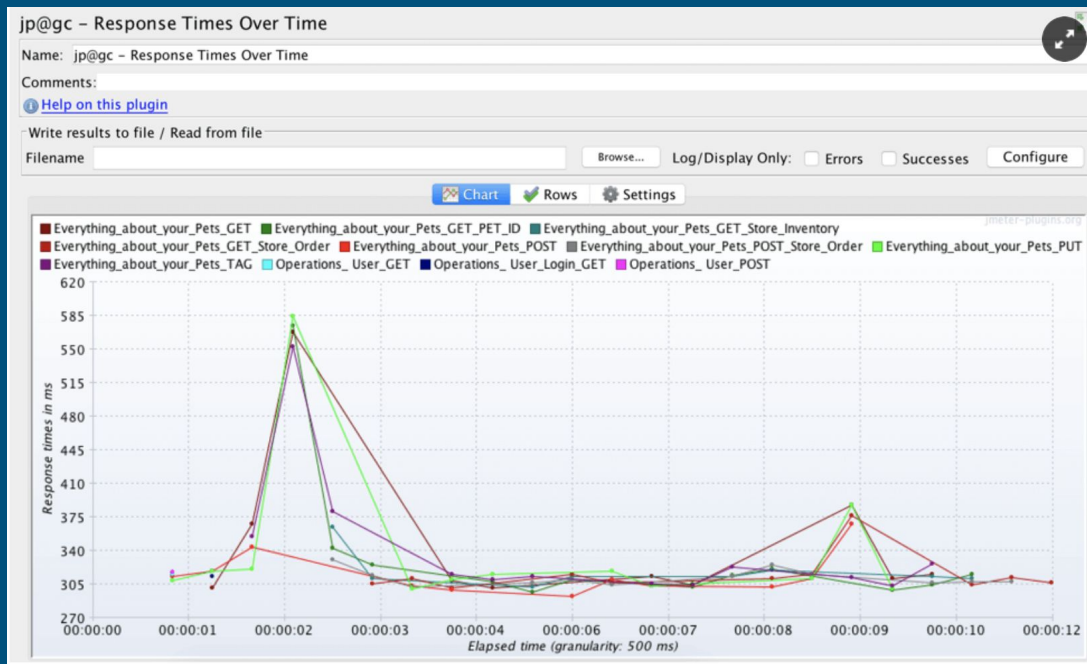 jp@gc – Response Times Over Time
Name: jp@gc – Response Times Over Time
Comments:
Help on this plugin
Write results to file / Read from file
Filename Browse... Log/Display Only: Errors Successes Configure
Chart Rows Settings
jmeter-plugins.org
Everything_about_your_Pets_GET Everything_about_your_Pets_GET_PET_ID Everything_about_your_Pets_GET_Store_Inventory
Everything_about_your_Pets_GET_Store_Order Everything_about_your_Pets_POST Everything_about_your_Pets_POST_Store_Order Everything_about_your_Pets_PUT
Everything_about_your_Pets_TAG Operations_ User_GET Operations_ User_Login_GET Operations_ User_POST
620
585
550
515
480
445
410
375
340
305
270
Response times in ms
00:00:00 00:00:01 00:00:02 00:00:03 00:00:04 00:00:06 00:00:07 00:00:08 00:00:09 00:00:10 00:00:12
Elapsed time (granularity: 500 ms)